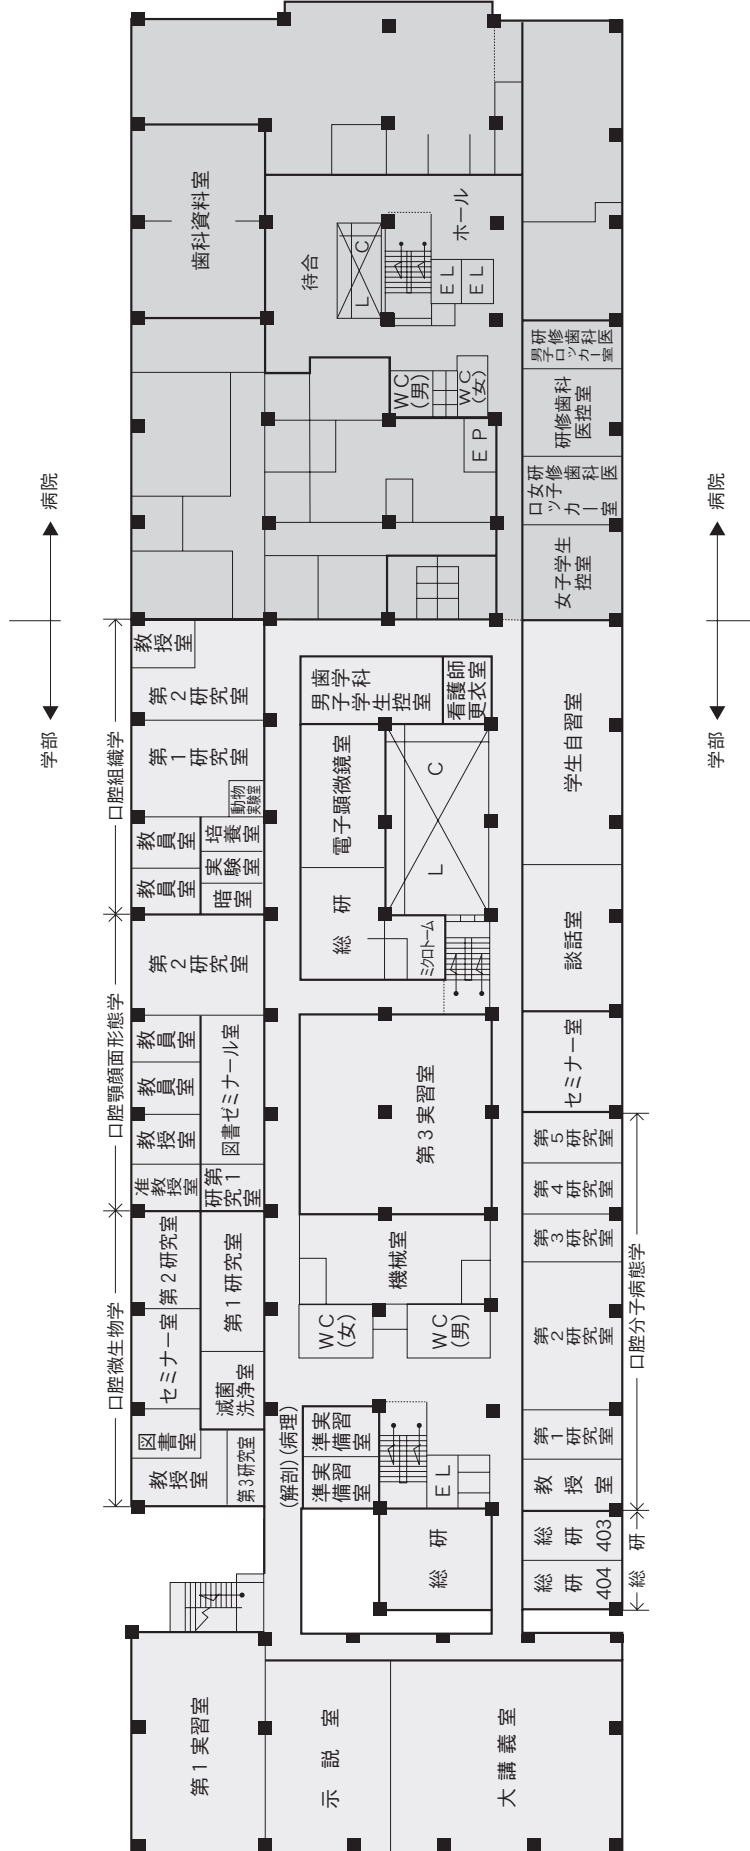 歯科資料室
待合
ホール
L C
EL
EL
WC
(男)
WC
(女)
EP
研修歯科医
男子ロッカー室
研修歯科
医控室
女子研修歯科医
ロッカー室
女子学生
控室
病院
学部
病院
学部
口腔組織学
教授室
第2研究室
第1研究室
動物
実験室
教員室
培養室
実験室
教員室
暗室
歯学科
男子学生控室
看護師
更衣室
電子顕微鏡室
総研
L C
ミクロトーム
学生自習室
談話室
セミナー室
口腔顎顔面形態学
第2研究室
教員室
教員室
教授室
准教授室
図書ゼミナール室
第1
研究室
第3実習室
機械室
WC
(女)
WC
(男)
口腔分子病態学
第5研究室
第4研究室
第3研究室
第2研究室
第1研究室
教授室
口腔微生物学
第2研究室
第1研究室
セミナー室
滅菌
洗浄室
図書室
教授室
第3研究室
(解剖)(病理)
実習
準備室
実習
準備室
EL
総研
総研
総研 403
総研 404
第1実習室
示説室
大講義室